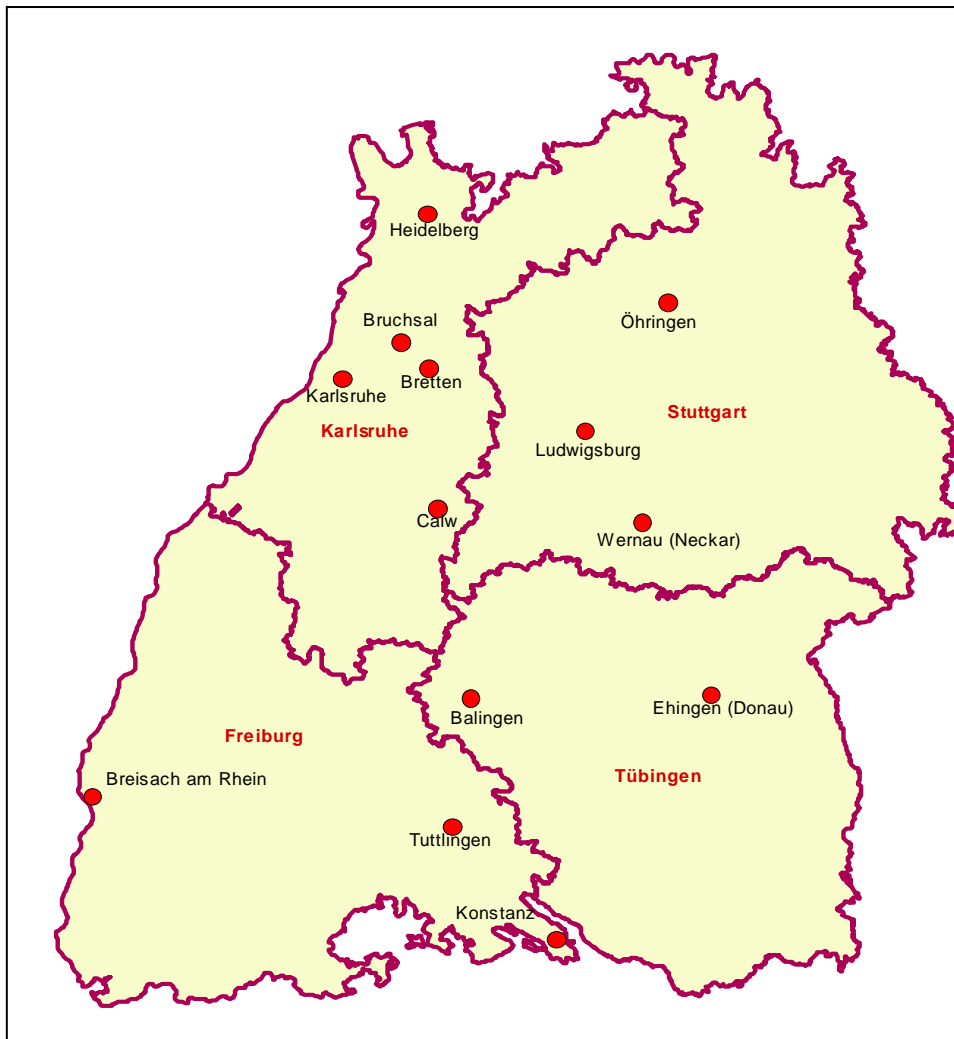 Heidelberg
Öhringen
Bruchsal
Bretten
Karlsruhe
Karlsruhe
Stuttgart
Ludwigsburg
Calw
Wernau (Neckar)
Balingen
Ehingen (Donau)
Freiburg
Tübingen
Breisach am Rhein
Tuttlingen
Konstanz